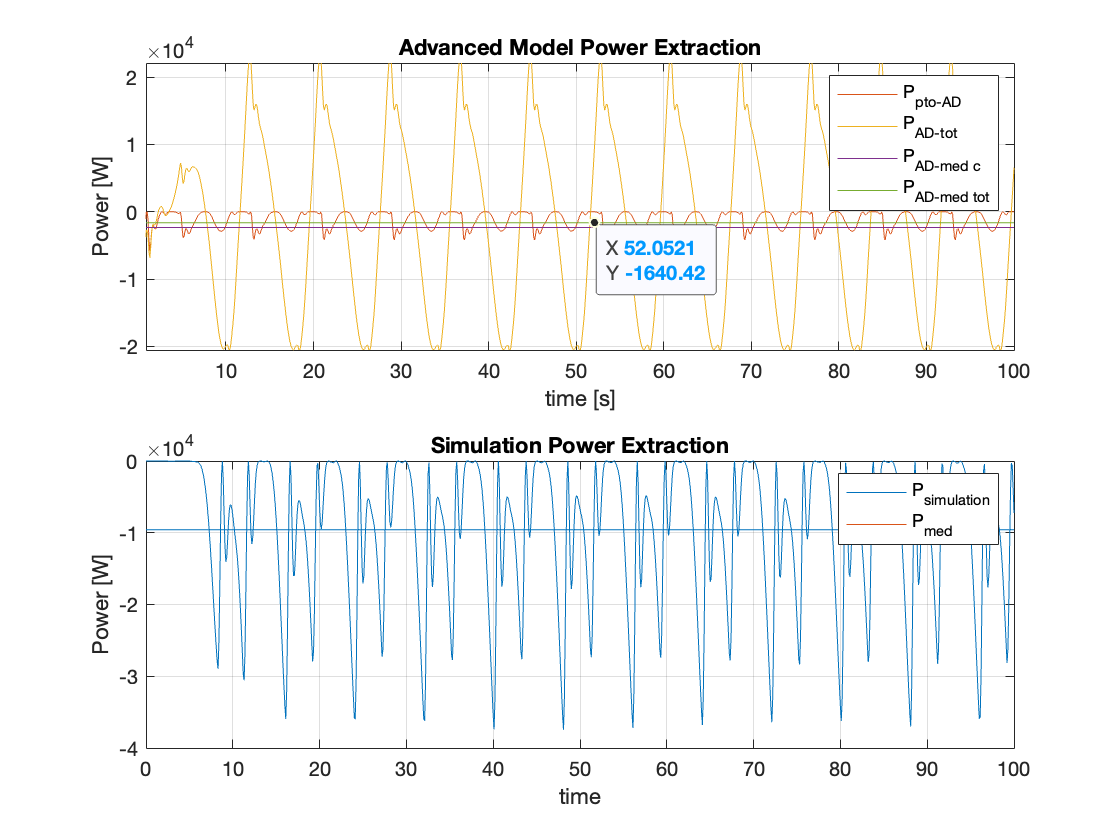 Advanced Model Power Extraction
×10^4
2
1
0
-1
-2
Power [W]
P_pto-AD
P_AD-tot
P_AD-med c
P_AD-med tot
X 52.0521
Y -1640.42
10 20 30 40 50 60 70 80 90 100
time [s]
Simulation Power Extraction
×10^4
0
-1
-2
-3
-4
Power [W]
P_simulation
P_med
0 10 20 30 40 50 60 70 80 90 100
time